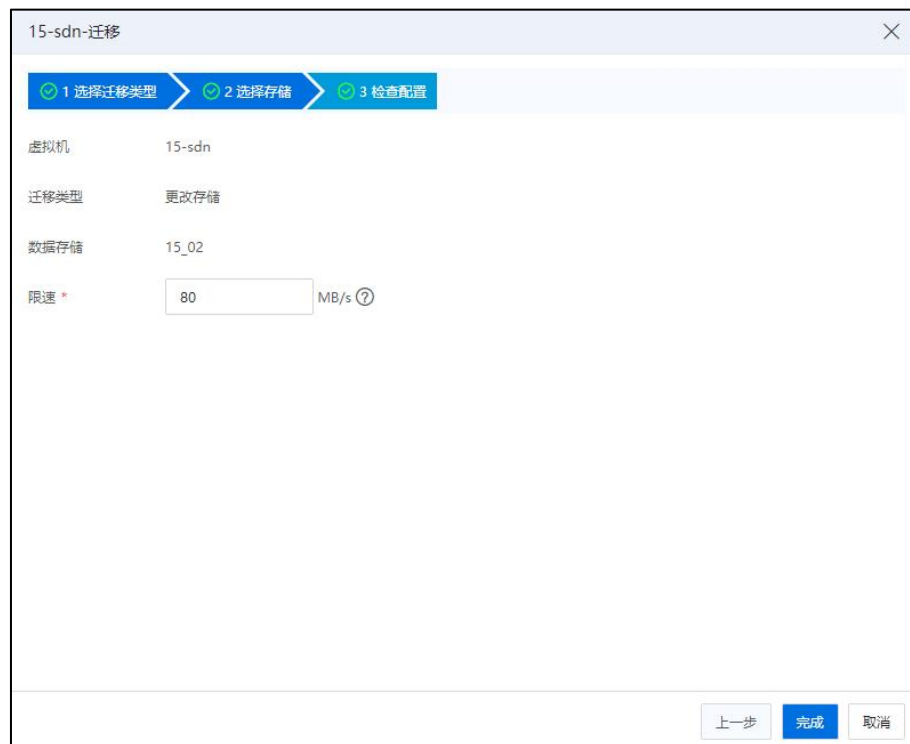 15-sdn-迁移
1 选择迁移类型 2 选择存储 3 检查配置
虚拟机 15-sdn
迁移类型 更改存储
数据存储 15_02
限速 * 80 MB/s ?
上一步 完成 取消